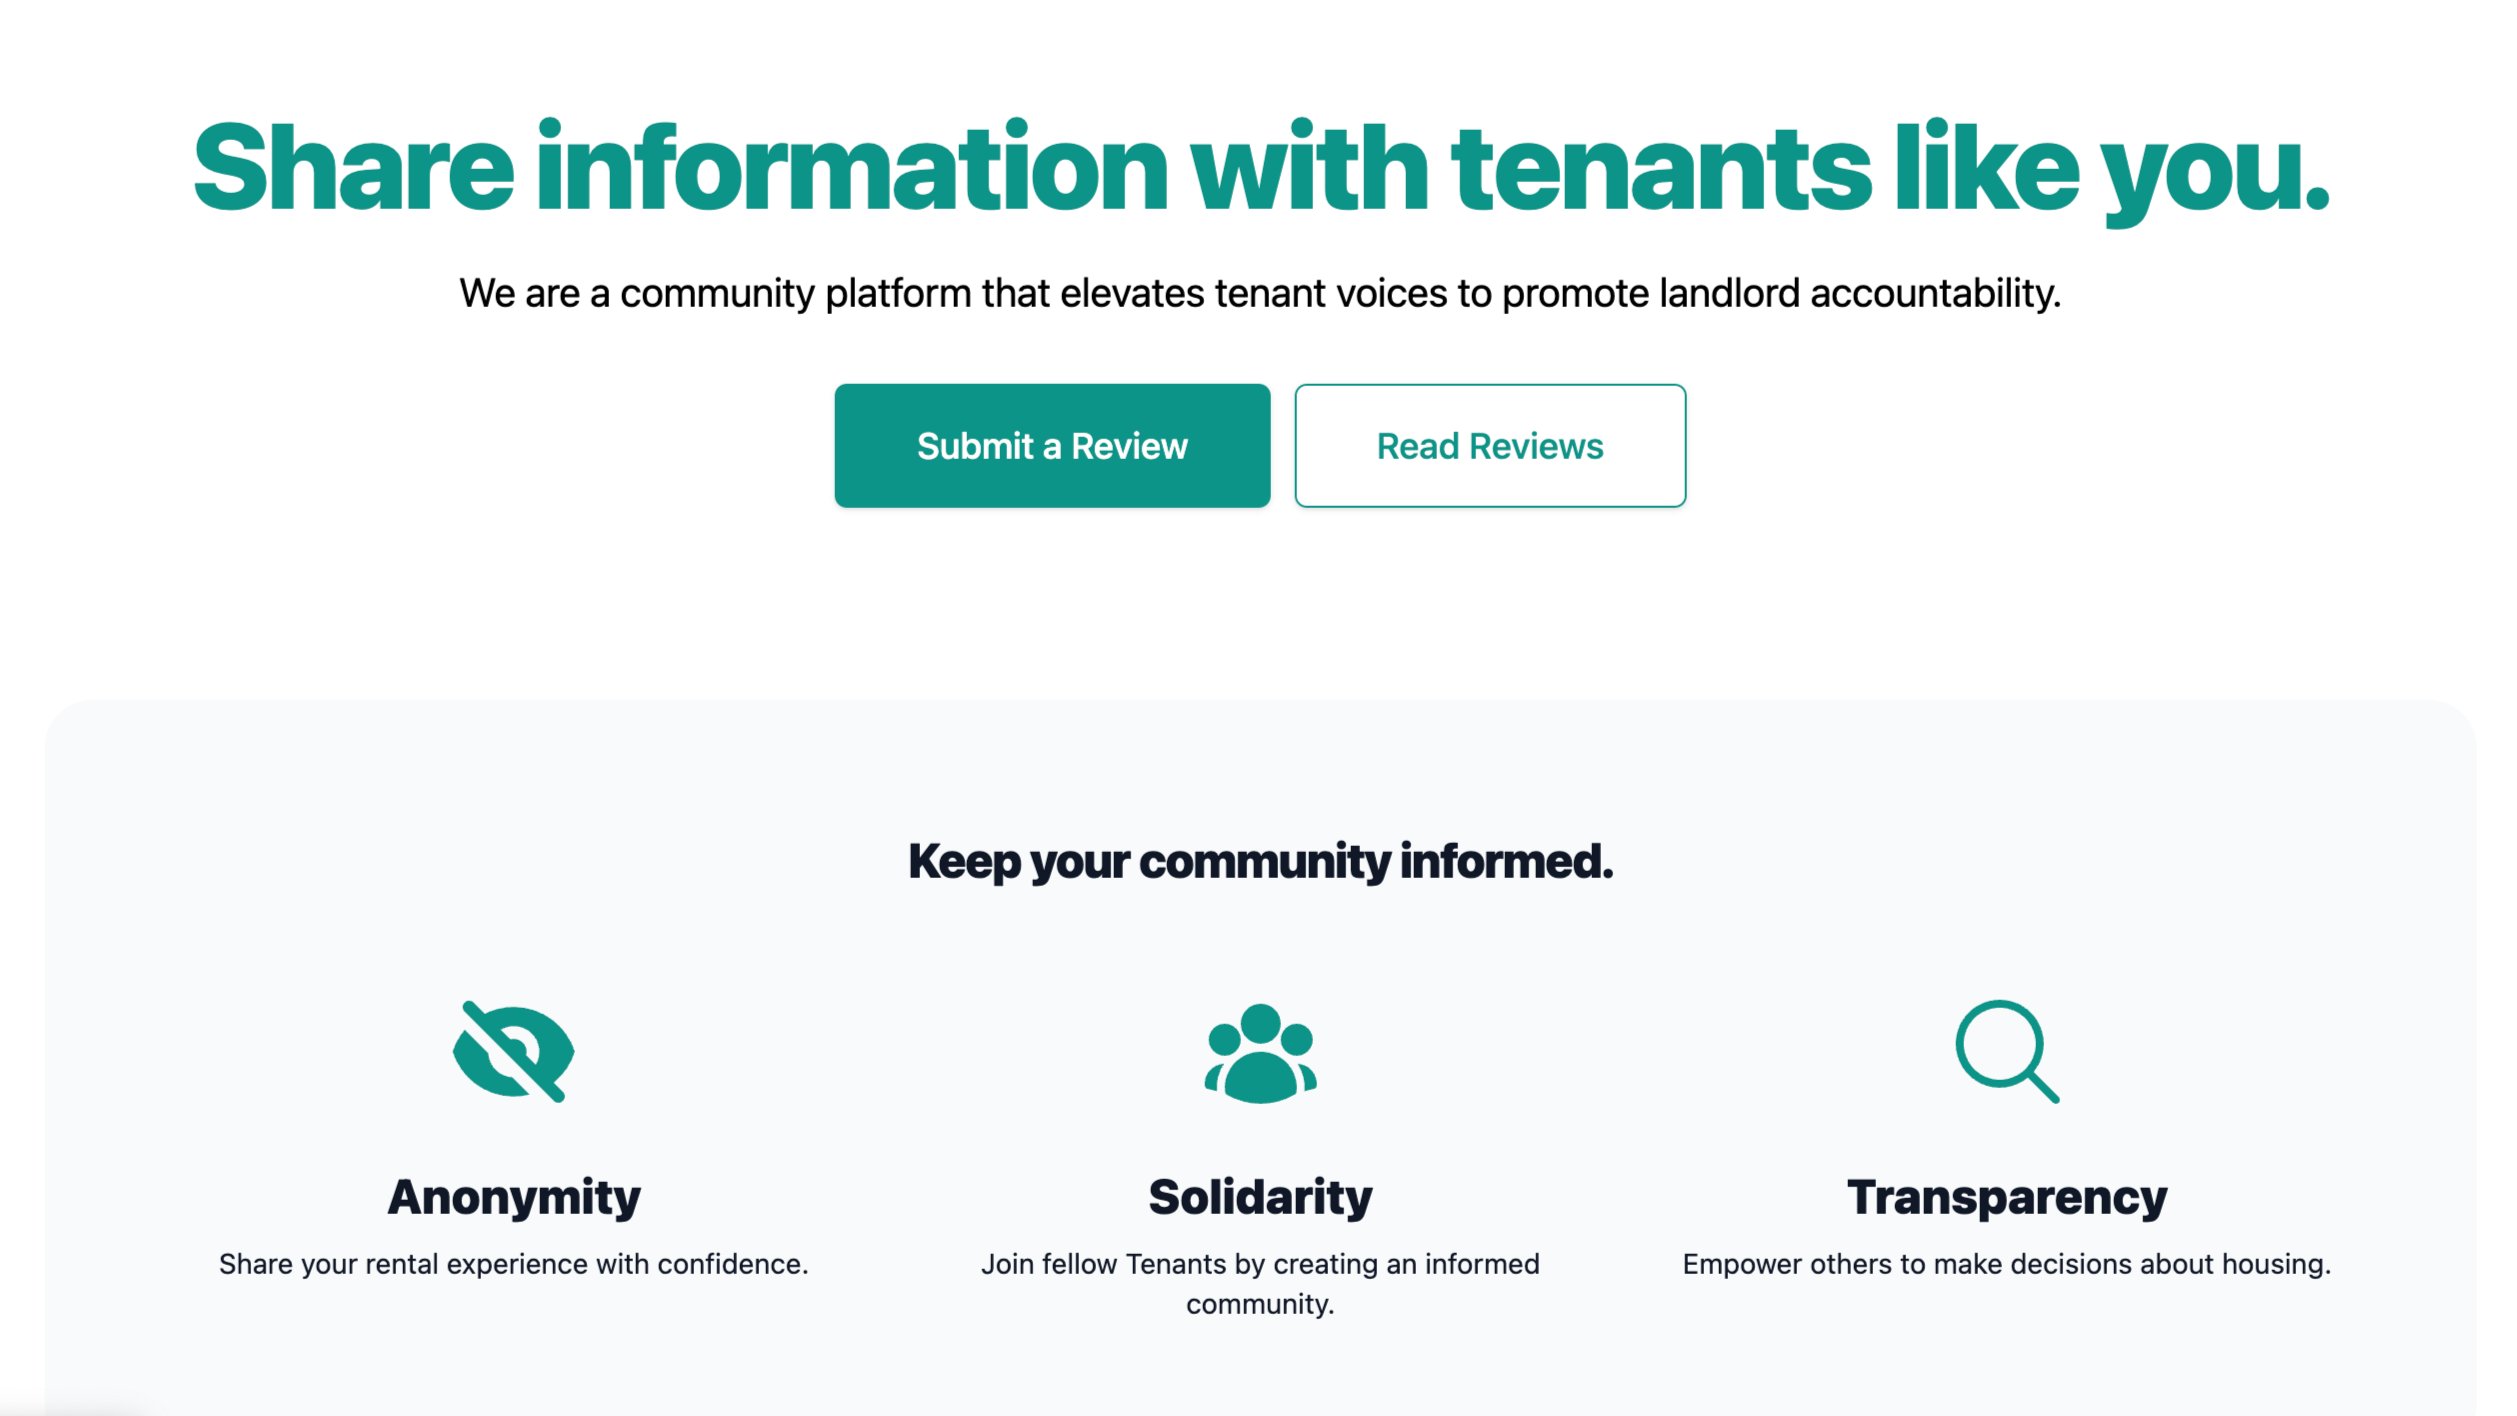 Share information with tenants like you.
We are a community platform that elevates tenant voices to promote landlord accountability.
Submit a Review
Read Reviews
Keep your community informed.
Anonymity
Share your rental experience with confidence.
Solidarity
Join fellow Tenants by creating an informed
community.
Transparency
Empower others to make decisions about housing.